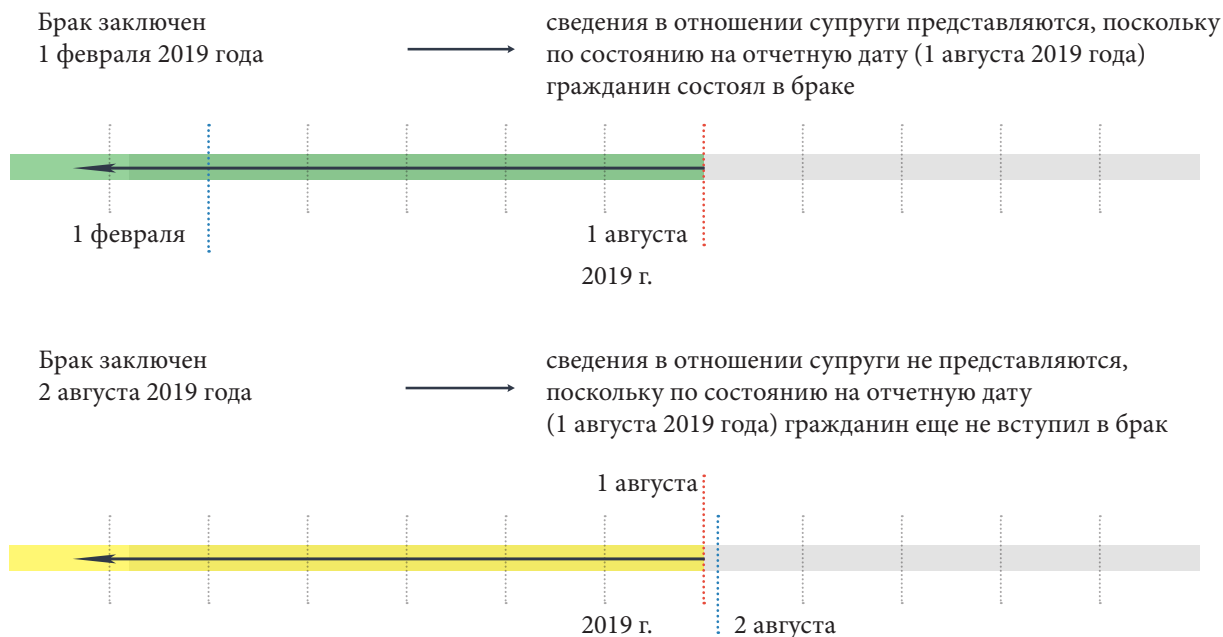 Брак заключен
1 февраля 2019 года
сведения в отношении супруги представляются, поскольку
по состоянию на отчетную дату (1 августа 2019 года)
гражданин состоял в браке
1 февраля
1 августа
2019 г.
Брак заключен
2 августа 2019 года
сведения в отношении супруги не представляются,
поскольку по состоянию на отчетную дату
(1 августа 2019 года) гражданин еще не вступил в брак
1 августа
2019 г.
2 августа